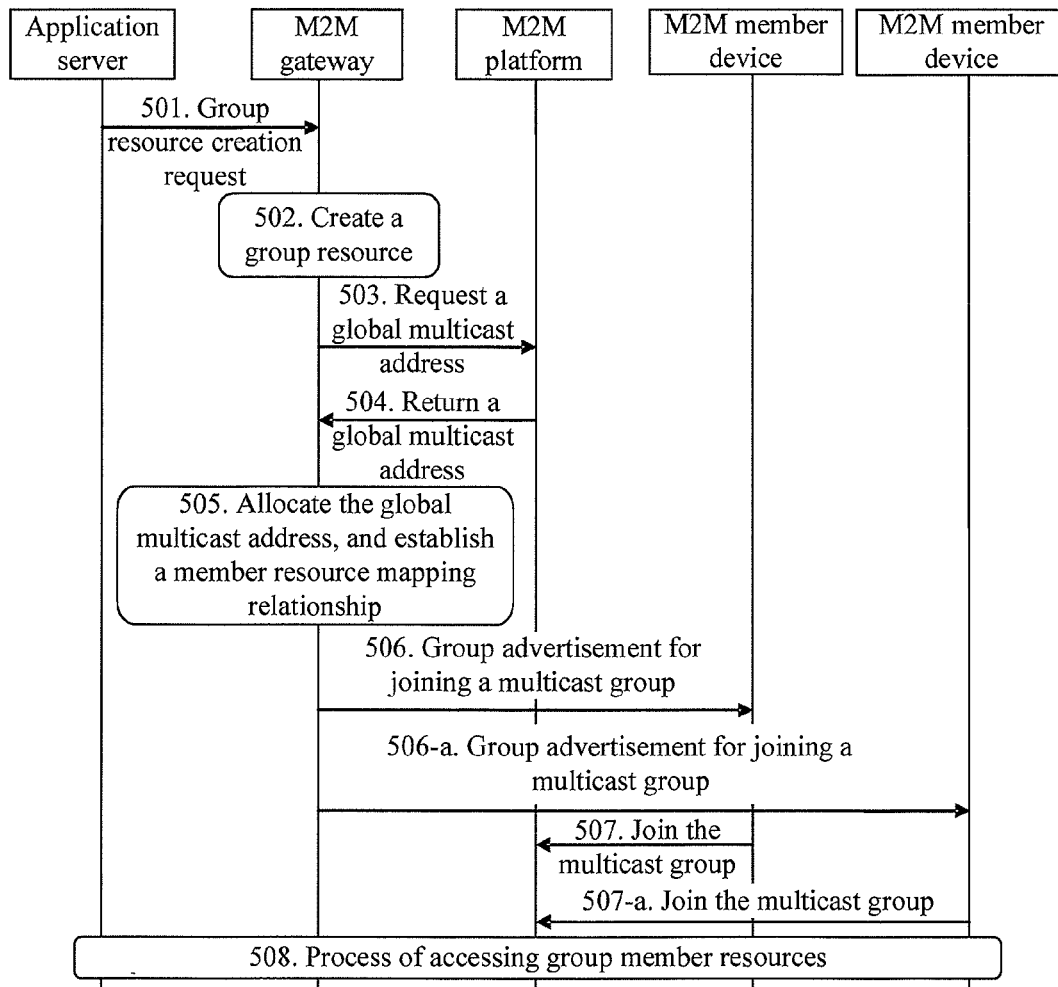 Application
server
M2M
gateway
M2M
platform
M2M member
device
M2M member
device
501. Group
resource creation
request
502. Create a
group resource
503. Request a
global multicast
address
504. Return a
global multicast
address
505. Allocate the global
multicast address, and establish
a member resource mapping
relationship
506. Group advertisement for
joining a multicast group
506-a. Group advertisement for joining a
multicast group
507. Join the
multicast group
507-a. Join the multicast group
508. Process of accessing group member resources